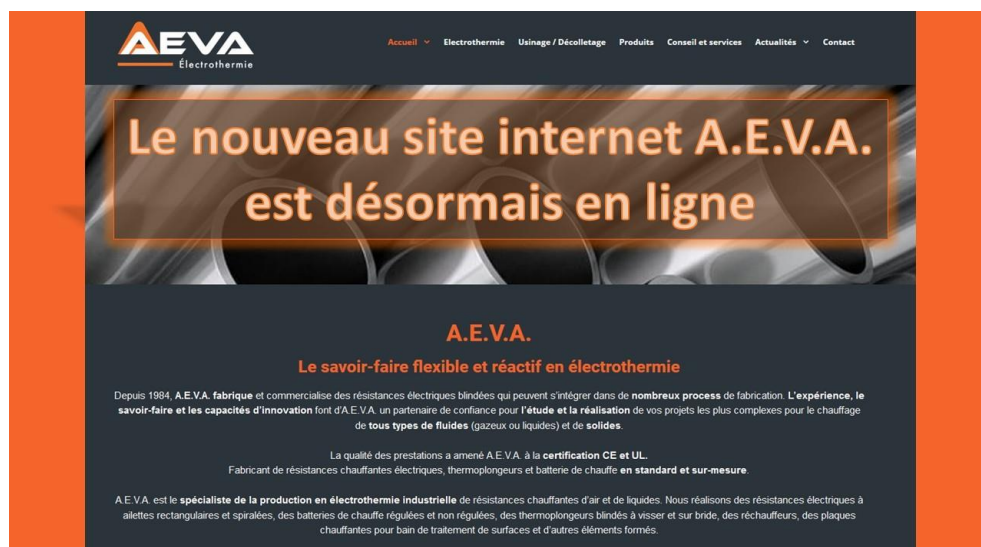 AEVA
Électrothermie
Accueil Electrothermie Usinage / Décolletage Produits Conseil et services Actualités Contact
Le nouveau site internet A.E.V.A.
est désormais en ligne
A.E.V.A.
Le savoir-faire flexible et réactif en électrothermie
Depuis 1984, A.E.V.A. fabrique et commercialise des résistances électriques blindées qui peuvent s'intégrer dans de nombreux process de fabrication. L'expérience, le
savoir-faire et les capacités d'innovation font d'A.E.V.A. un partenaire de confiance pour l'étude et la réalisation de vos projets les plus complexes pour le chauffage
de tous types de fluides (gazeux ou liquides) et de solides.
La qualité des prestations a amené A.E.V.A. à la certification CE et UL.
Fabricant de résistances chauffantes électriques, thermoplongeurs et batterie de chauffe en standard et sur-mesure.
A.E.V.A. est le spécialiste de la production en électrothermie industrielle de résistances chauffantes d'air et de liquides. Nous réalisons des résistances électriques à
ailettes rectangulaires et spiralées, des batteries de chauffe régulées et non régulées, des thermoplongeurs blindés à visser et sur bride, des réchauffeurs, des plaques
chauffantes pour bain de traitement de surfaces et d'autres éléments formés.